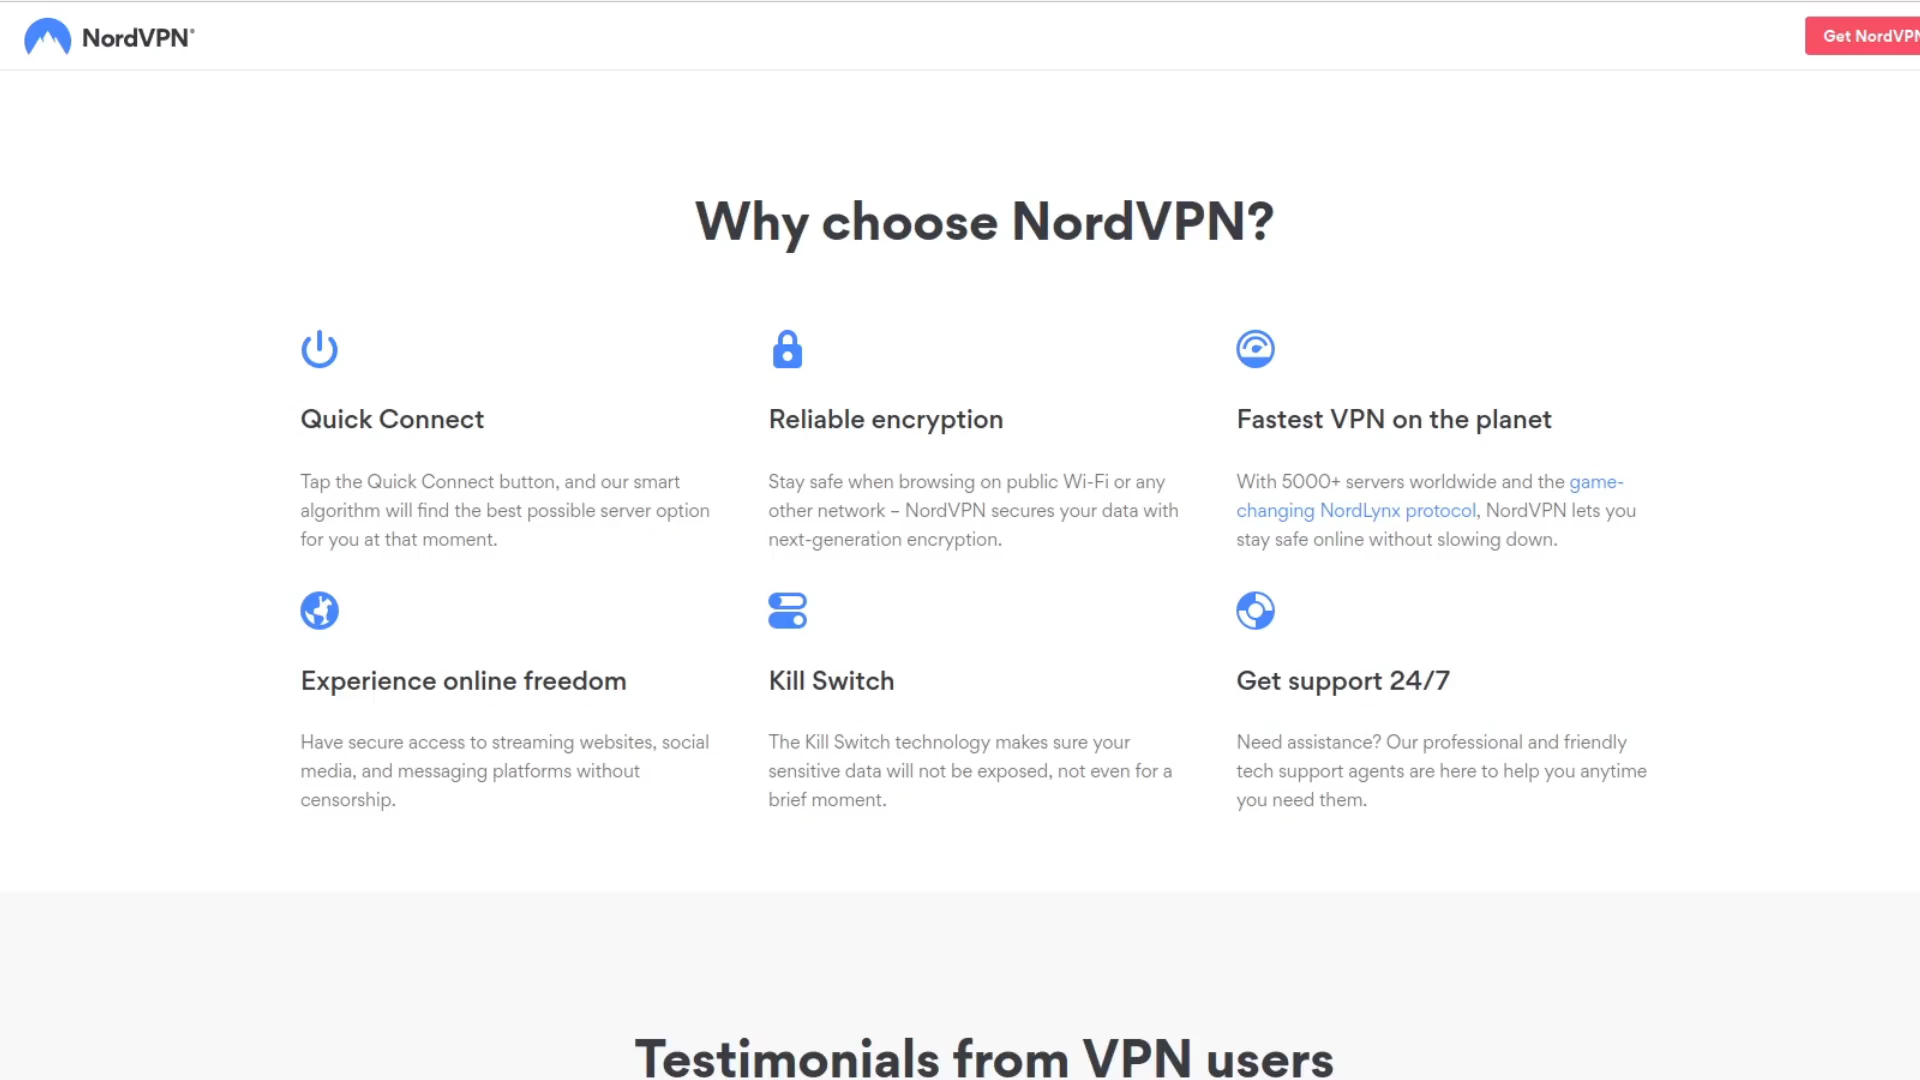 NordVPN®
Get NordVPN
Why choose NordVPN?
Quick Connect
Tap the Quick Connect button, and our smart
algorithm will find the best possible server option
for you at that moment.
Reliable encryption
Stay safe when browsing on public Wi-Fi or any
other network – NordVPN secures your data with
next-generation encryption.
Fastest VPN on the planet
With 5000+ servers worldwide and the game-
changing NordLynx protocol, NordVPN lets you
stay safe online without slowing down.
Experience online freedom
Have secure access to streaming websites, social
media, and messaging platforms without
censorship.
Kill Switch
The Kill Switch technology makes sure your
sensitive data will not be exposed, not even for a
brief moment.
Get support 24/7
Need assistance? Our professional and friendly
tech support agents are here to help you anytime
you need them.
Testimonials from VPN users